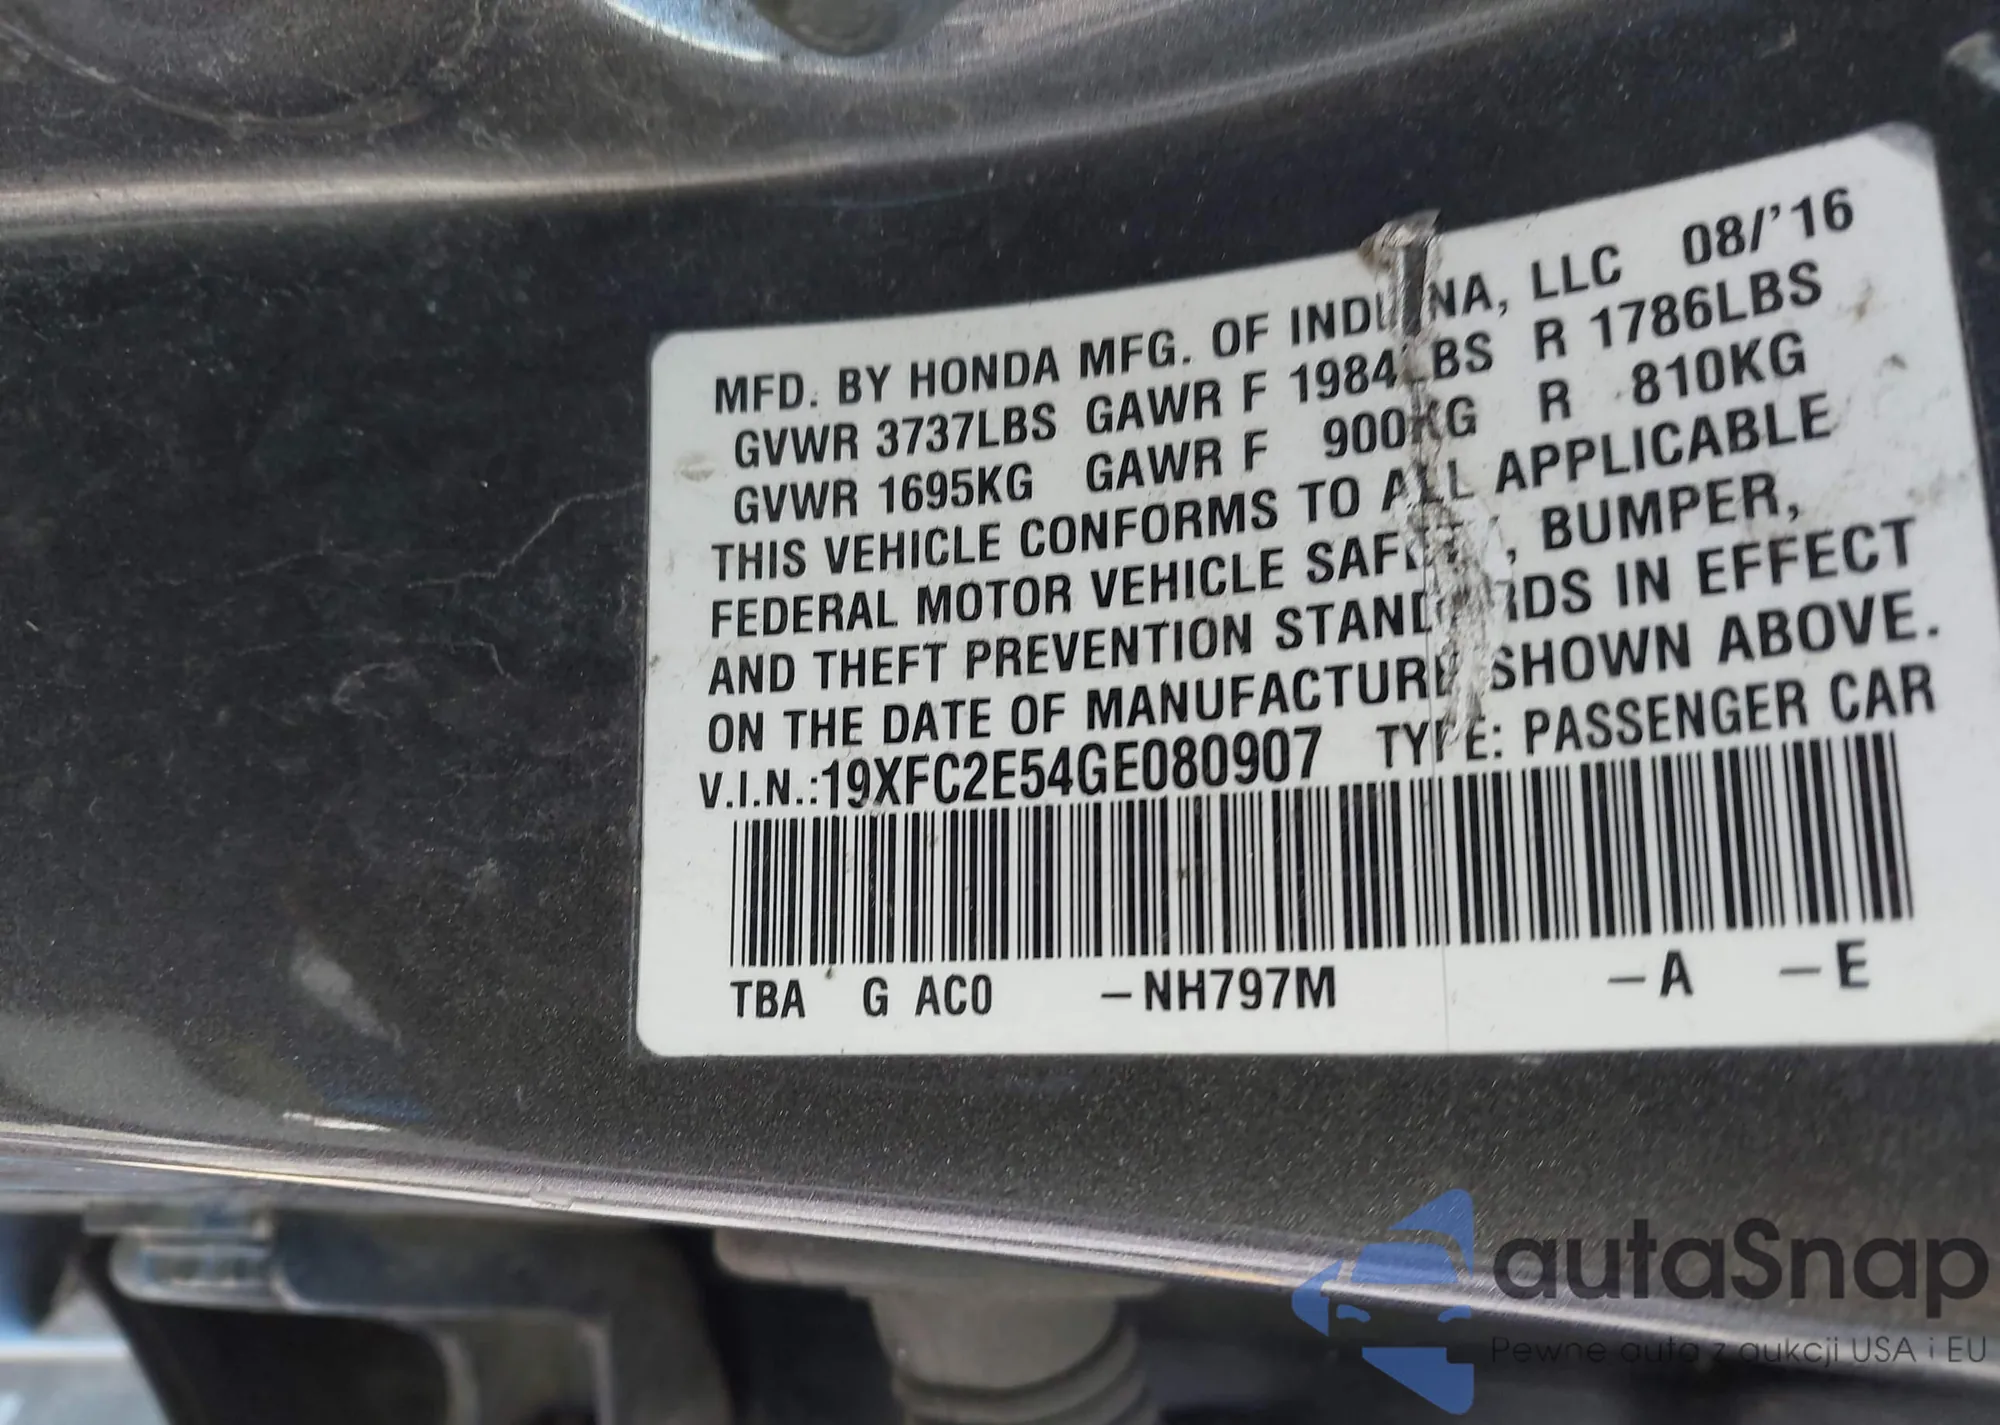 MFD. BY HONDA MFG. OF INDIANA, LLC 08/'16
GVWR 3737LBS GAWR F 1984LBS R 1786LBS
GVWR 1695KG GAWR F 900KG R 810KG
THIS VEHICLE CONFORMS TO ALL APPLICABLE
FEDERAL MOTOR VEHICLE SAFETY, BUMPER,
AND THEFT PREVENTION STANDARDS IN EFFECT
ON THE DATE OF MANUFACTURE SHOWN ABOVE.
V.I.N.:19XFC2E54GE080907 TYPE: PASSENGER CAR
TBA G AC0 –NH797M –A –E
autaSnap
Pewne auta z aukcji USA i EU